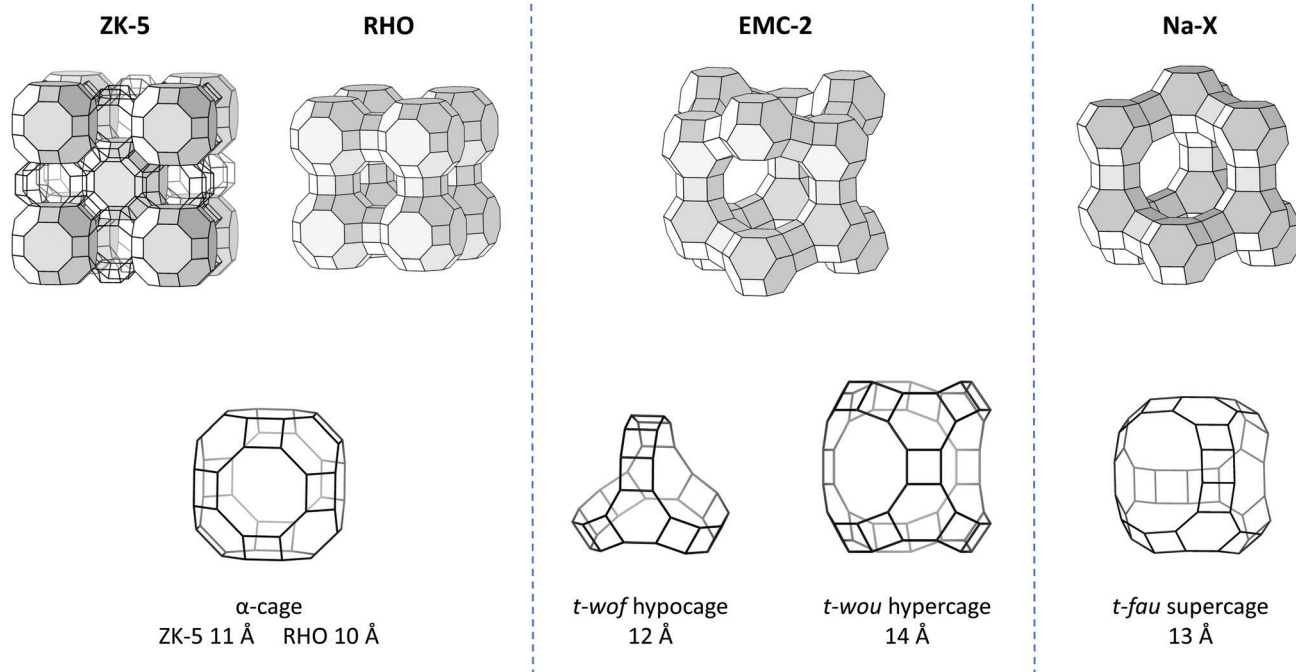 ZK-5
RHO
EMC-2
Na-X
α-cage
ZK-5 11 Å RHO 10 Å
t-wof hypocage
12 Å
t-wou hypercage
14 Å
t-fau supercage
13 Å